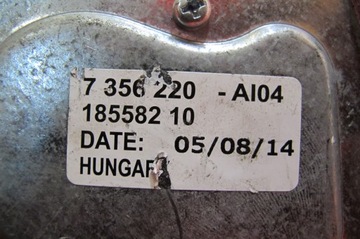 7 356 220 - AI04
185582 10
DATE: 05/08/14
HUNGAR